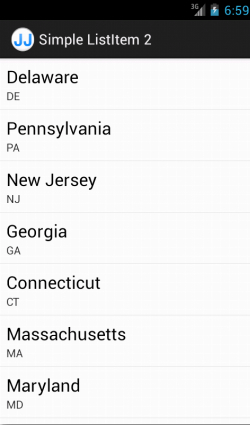 3G 6:59
JJ Simple ListItem 2
Delaware
DE
Pennsylvania
PA
New Jersey
NJ
Georgia
GA
Connecticut
CT
Massachusetts
MA
Maryland
MD